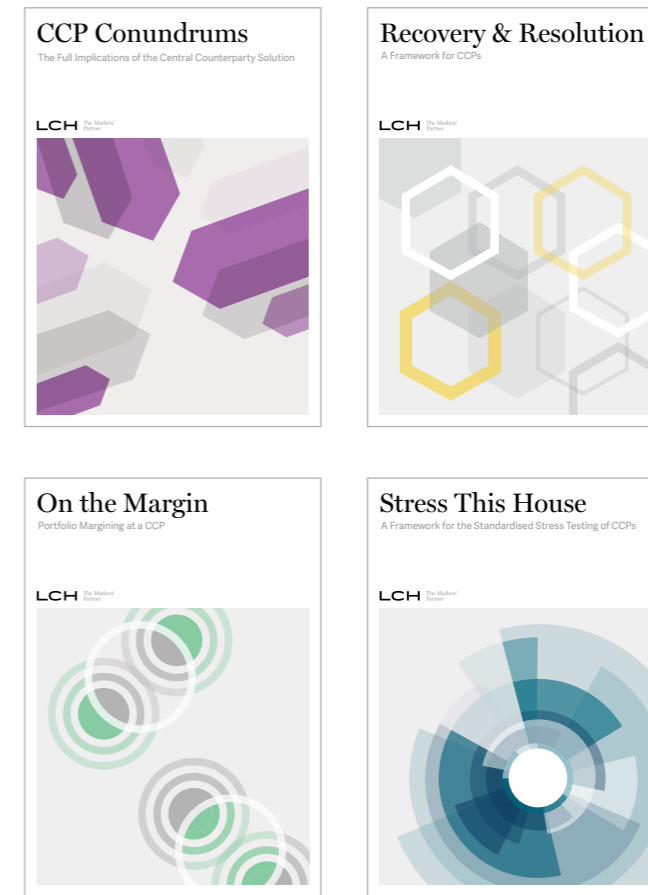 CCP Conundrums
The Full Implications of the Central Counterparty Solution
LCH The Markets'
Partner
Recovery & Resolution
A Framework for CCPs
LCH The Markets'
Partner
On the Margin
Portfolio Margining at a CCP
LCH The Markets'
Partner
Stress This House
A Framework for the Standardised Stress Testing of CCPs
LCH The Markets'
Partner